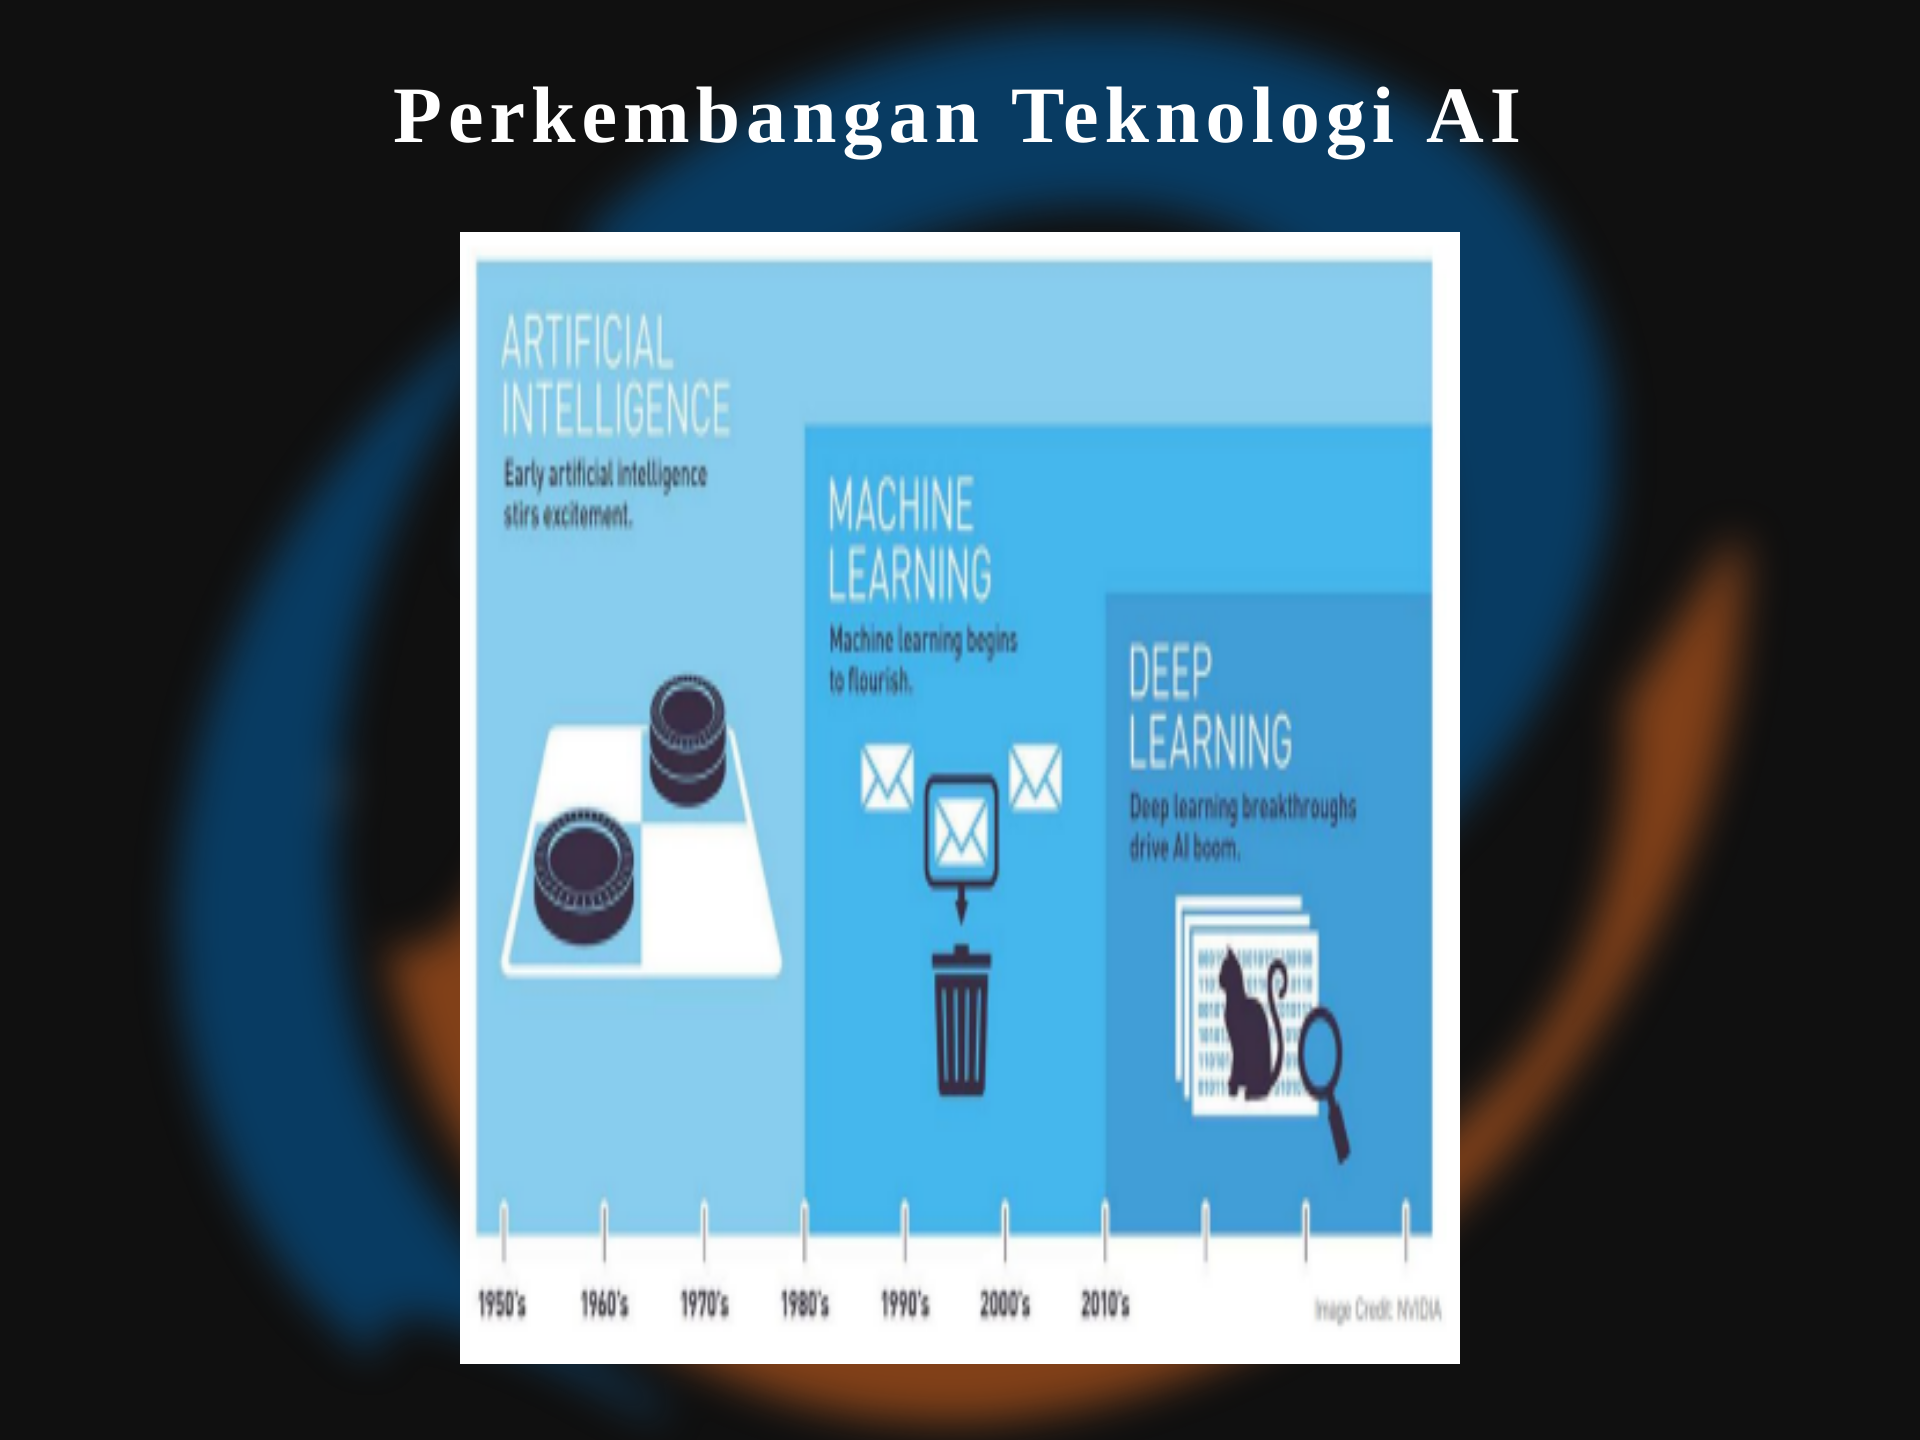 Perkembangan Teknologi AI
ARTIFICIAL
INTELLIGENCE
Early artificial intelligence
stirs excitement.
MACHINE
LEARNING
Machine learning begins
to flourish.
DEEP
LEARNING
Deep learning breakthroughs
drive AI boom.
1950's 1960's 1970's 1980's 1990's 2000's 2010's
Image Credit: NVIDIA